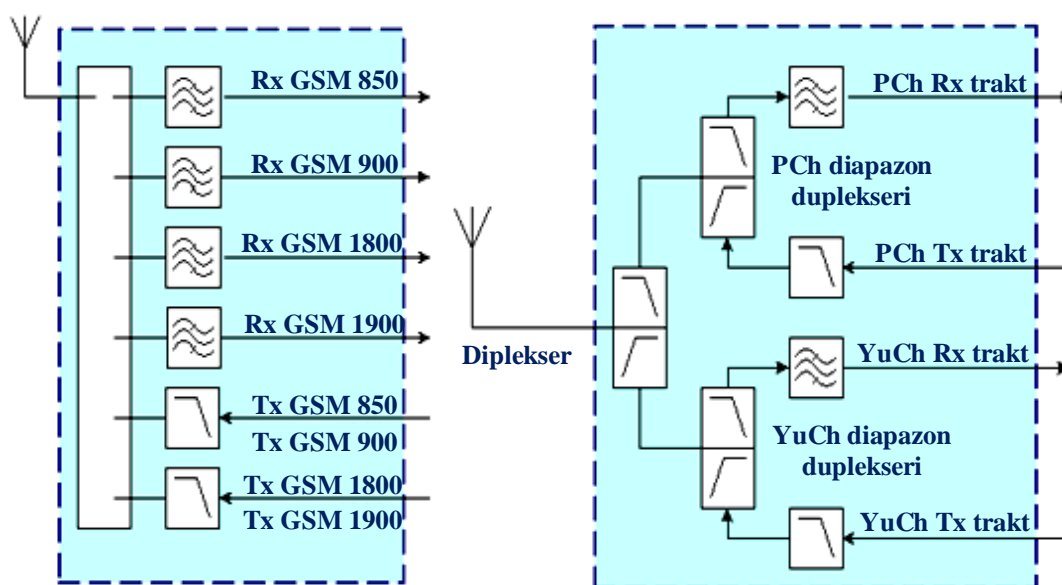 Rx GSM 850
Rx GSM 900
Rx GSM 1800
Rx GSM 1900
Tx GSM 850
Tx GSM 900
Tx GSM 1800
Tx GSM 1900
Diplekser
PCh Rx trakt
PCh diapazon
duplekseri
PCh Tx trakt
YuCh Rx trakt
YuCh diapazon
duplekseri
YuCh Tx trakt